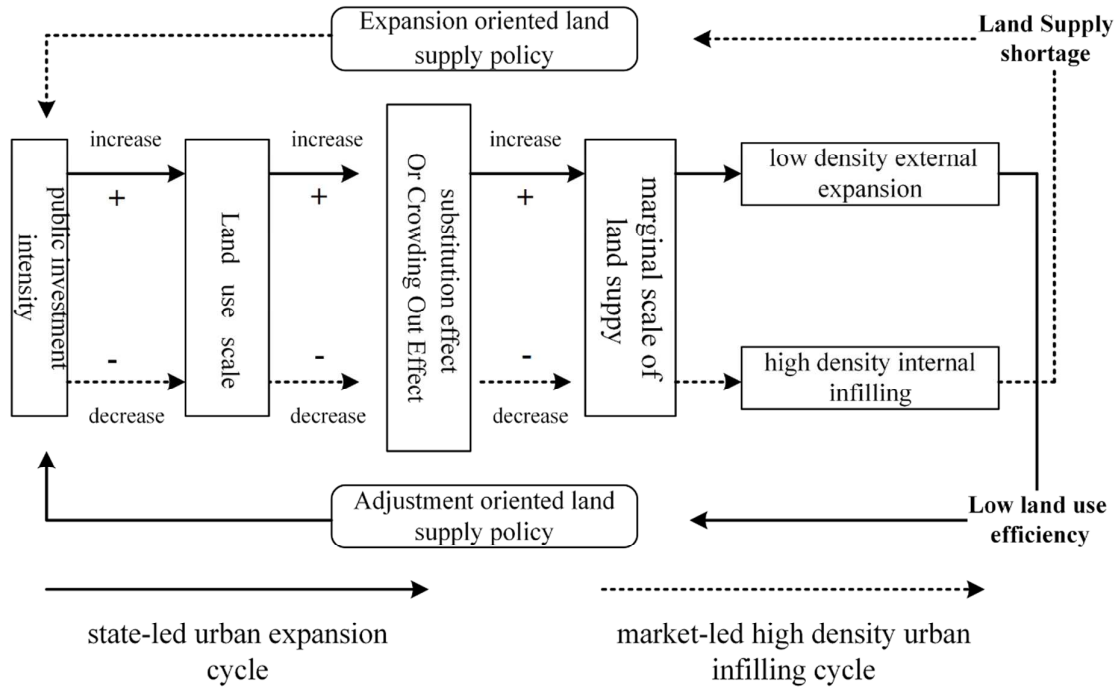 Expansion oriented land
supply policy
Land Supply
shortage
increase
increase
increase
+
+
+
public investment
intensity
Land use scale
substitution effect
Or Crowding Out Effect
marginal scale of
land suppy
low density external
expansion
high density internal
infilling
-
-
-
decrease
decrease
decrease
Adjustment oriented land
supply policy
Low land use
efficiency
state-led urban expansion
cycle
market-led high density urban
infilling cycle